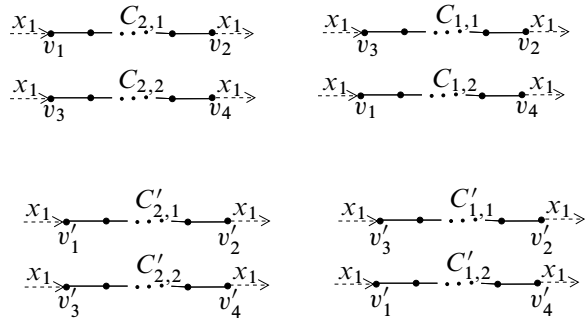 x₁ C₂,₁ x₁ x₁ C₁,₁ x₁
v₁ v₂ v₃ v₂
x₁ C₂,₂ x₁ x₁ C₁,₂ x₁
v₃ v₄ v₁ v₄
x₁ C′₂,₁ x₁ x₁ C′₁,₁ x₁
v′₁ v′₂ v′₃ v′₂
x₁ C′₂,₂ x₁ x₁ C′₁,₂ x₁
v′₃ v′₄ v′₁ v′₄